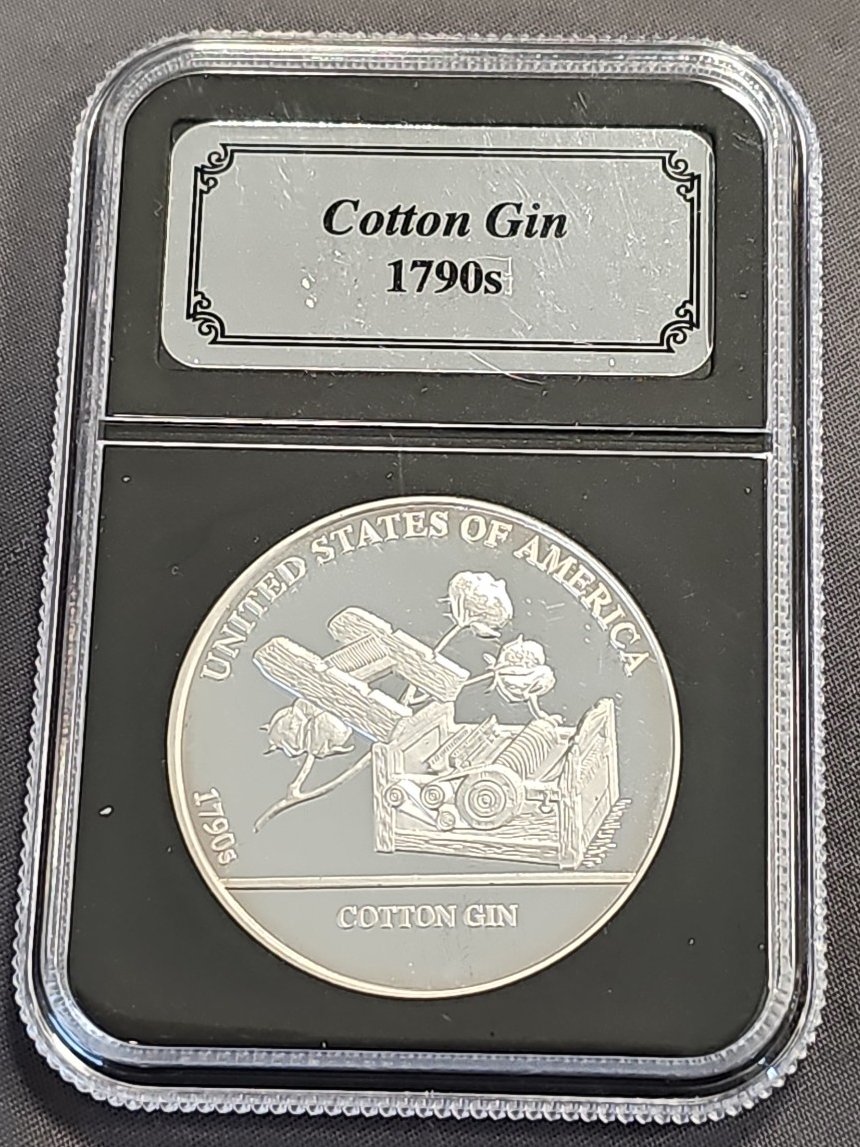 Cotton Gin
1790s
UNITED STATES OF AMERICA
1790s
COTTON GIN